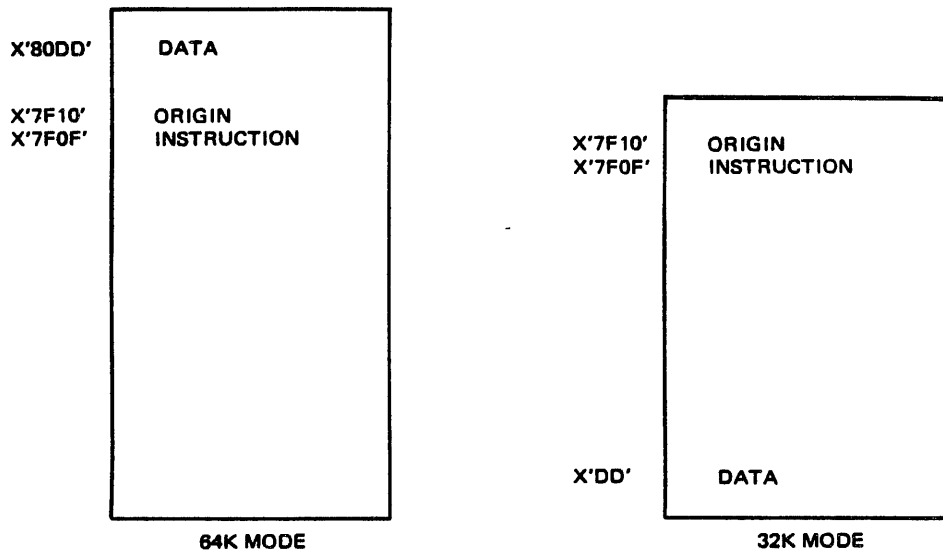 X'80DD' DATA
X'7F10' ORIGIN
X'7F0F' INSTRUCTION
64K MODE
X'7F10' ORIGIN
X'7F0F' INSTRUCTION
X'DD' DATA
32K MODE